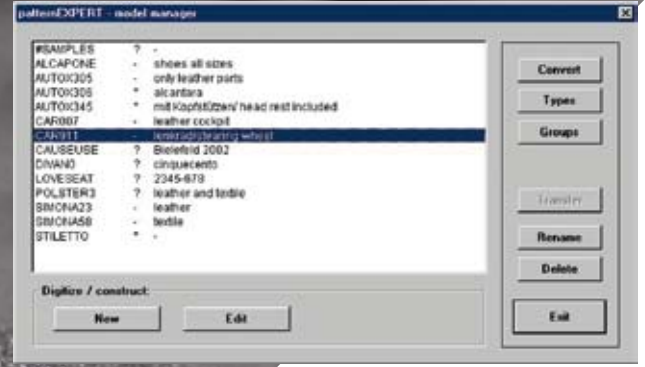 patternEXPERT - model manager
#SAMPLES ? -
ALCAPONE - shoes all sizes
AUTOX305 - only leather parts
AUTOX306 * alcantara
AUTOX345 * mit Kopfstützen/ head rest included
CAR007 - leather cockpit
CAR911 - lenkrad/stearing wheel
CAUSEUSE ? Bielefeld 2002
DIVANO ? cinquecento
LOVESEAT ? 2345-678
POLSTER3 ? leather and textile
SIMONA23 - leather
SIMONA58 - textile
STILETTO * -
Convert
Types
Groups
Transfer
Rename
Delete
Exit
Digitize / construct:
New Edit